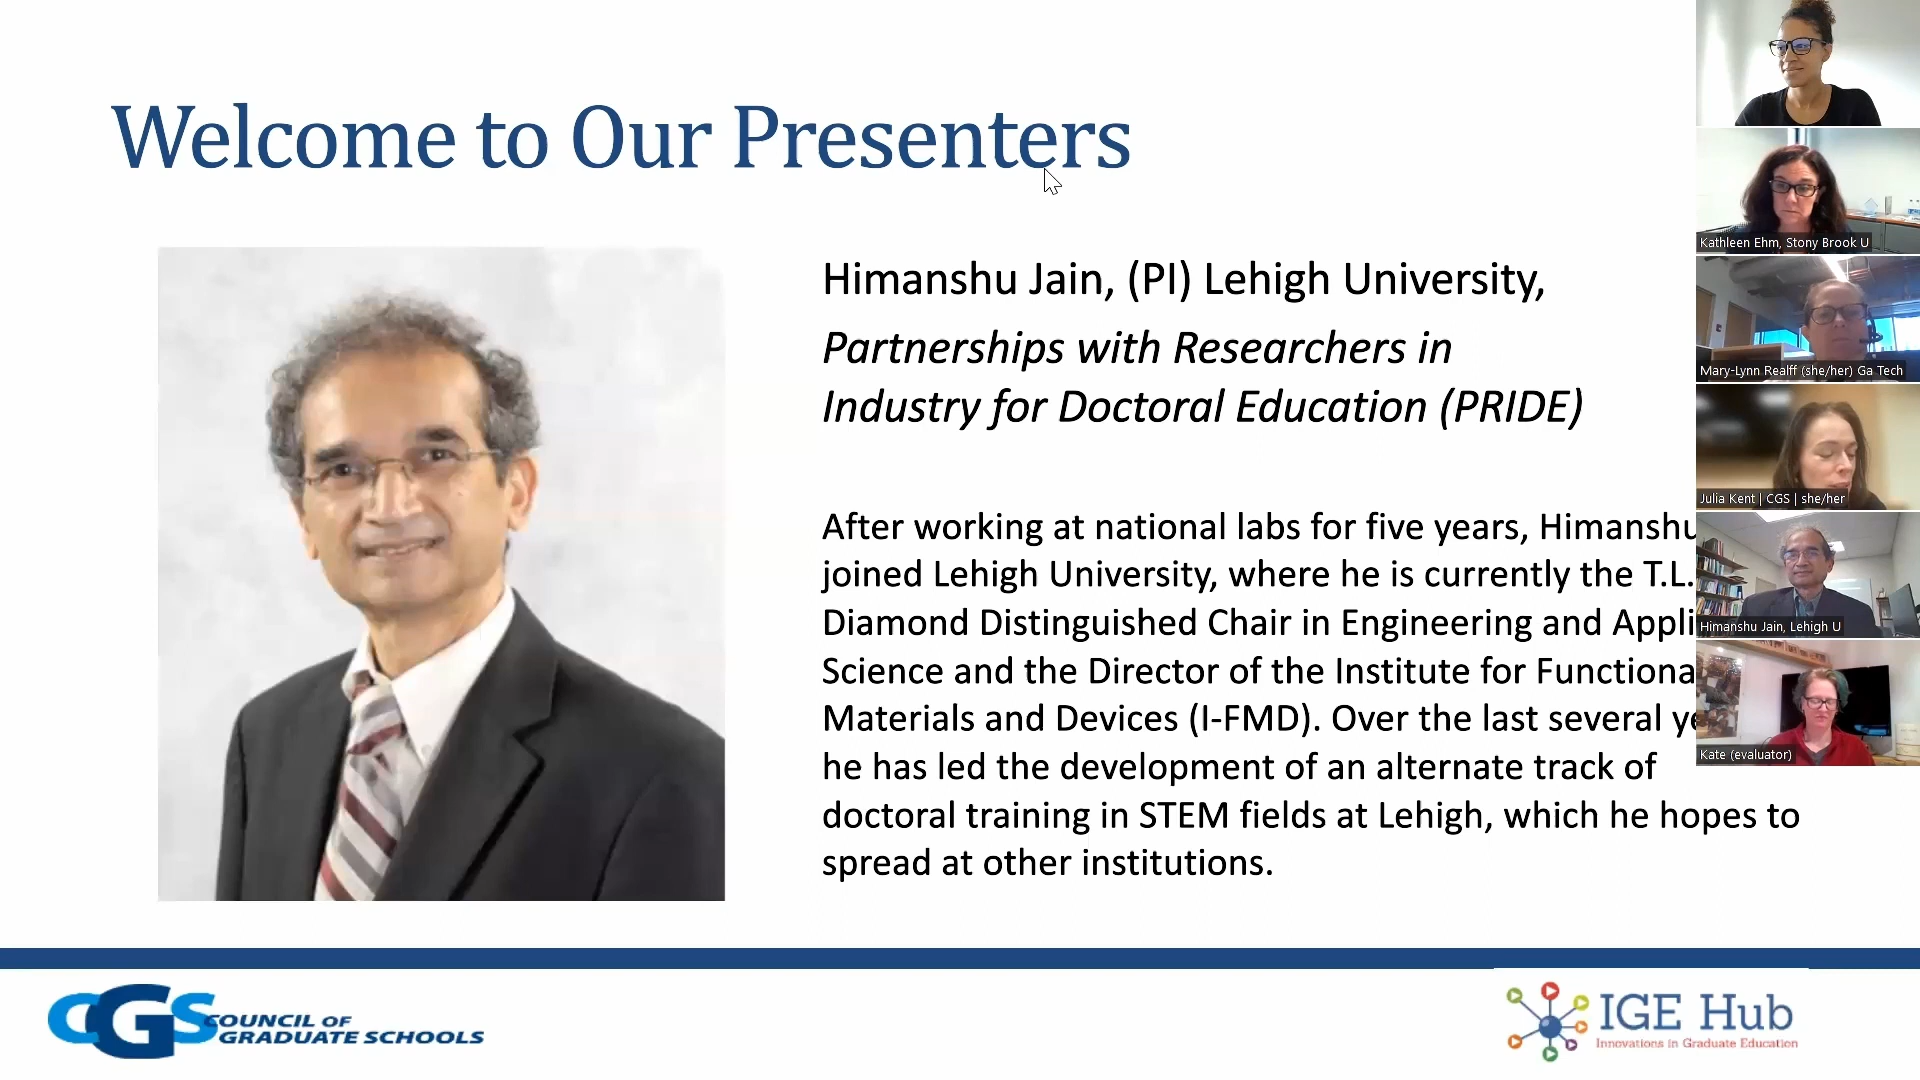 Welcome to Our Presenters
Himanshu Jain, (PI) Lehigh University,
Partnerships with Researchers in
Industry for Doctoral Education (PRIDE)
After working at national labs for five years, Himanshu
joined Lehigh University, where he is currently the T.L.
Diamond Distinguished Chair in Engineering and Appli
Science and the Director of the Institute for Functiona
Materials and Devices (I-FMD). Over the last several ye
he has led the development of an alternate track of
doctoral training in STEM fields at Lehigh, which he hopes to
spread at other institutions.
Kathleen Ehm, Stony Brook U
Mary-Lynn Realff (she/her) Ga Tech
Julia Kent | CGS | she/her
Himanshu Jain, Lehigh U
Kate (evaluator)
CGS COUNCIL OF
GRADUATE SCHOOLS
IGE Hub
Innovations in Graduate Education